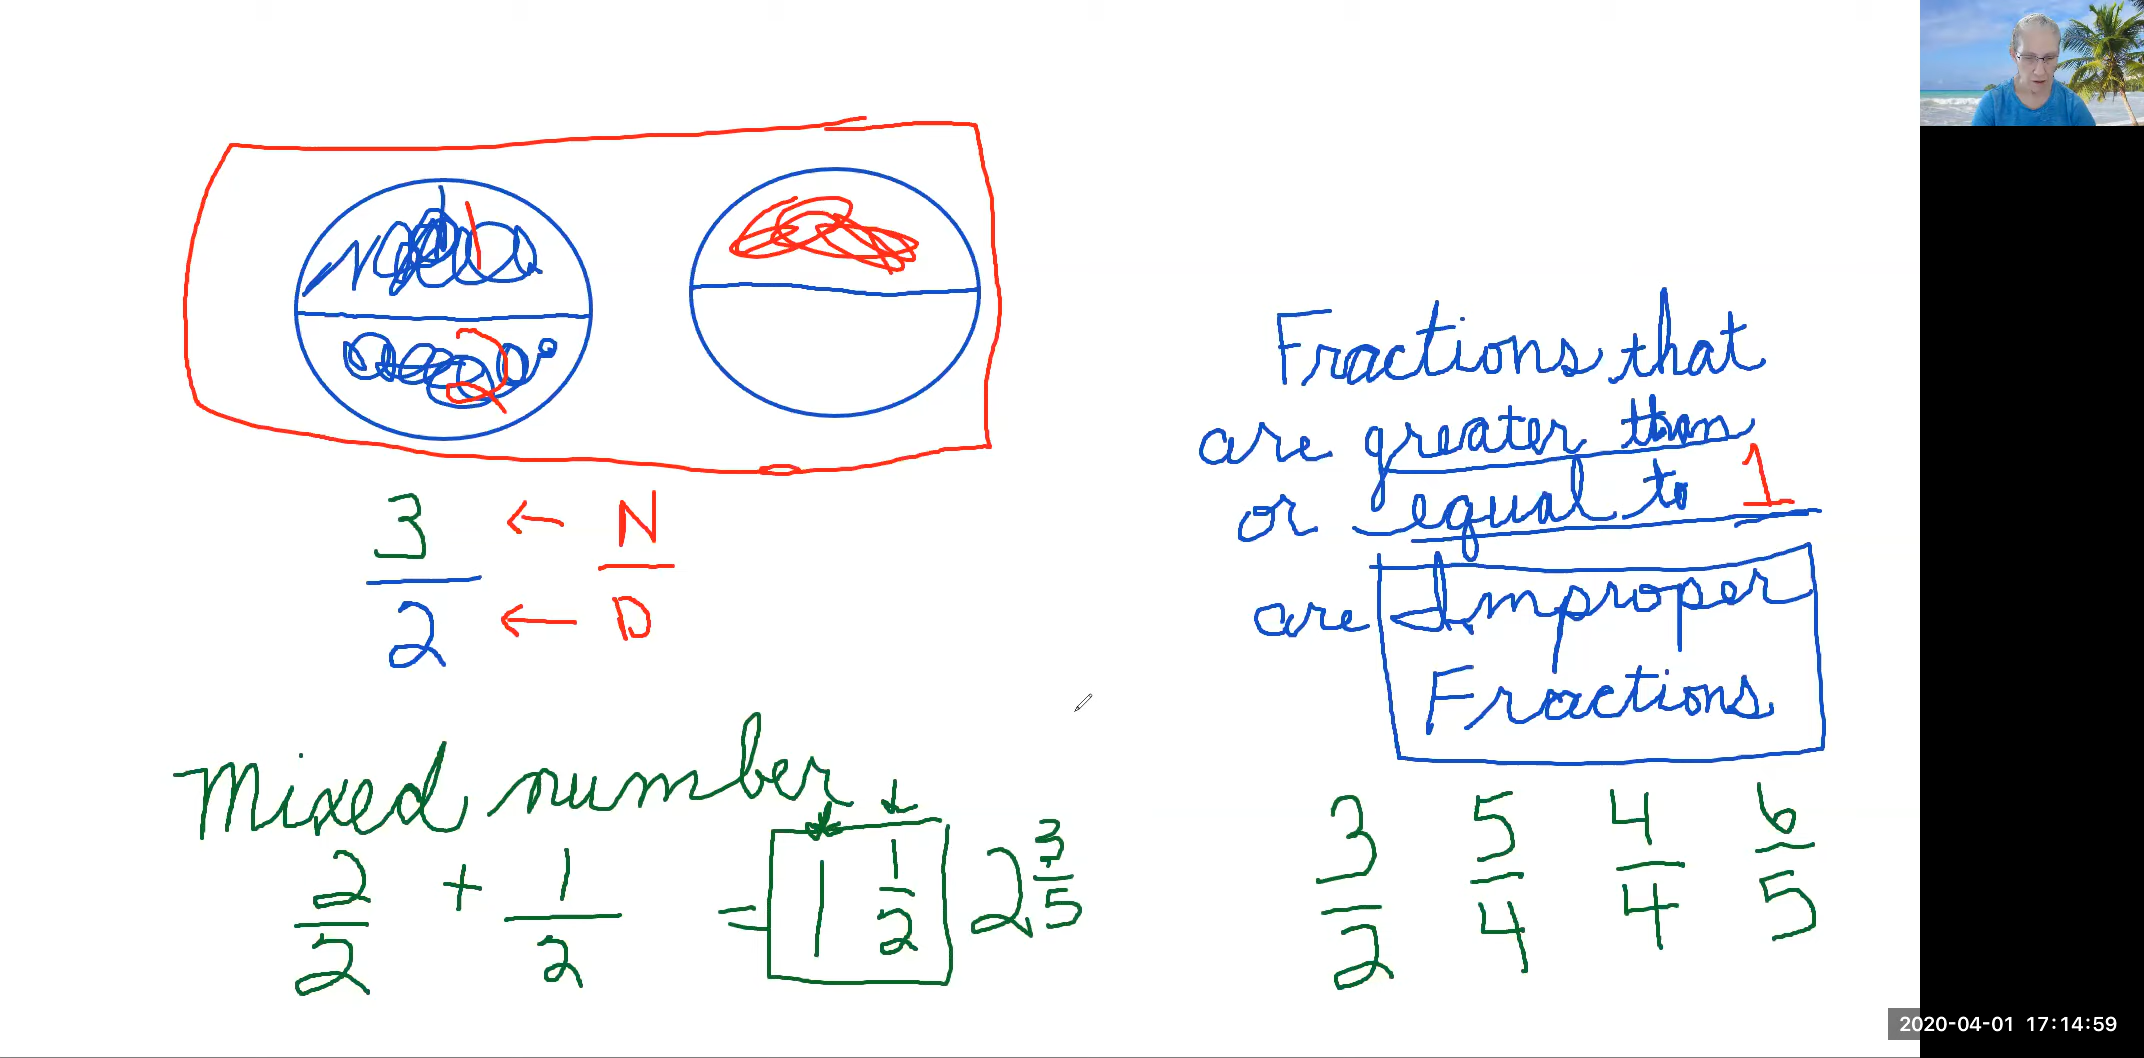 1
2
3 ← N
2 ← D
Fractions that
are greater than
or equal to 1
are Improper
Fractions
Mixed number
2/2 + 1/2 = 1 1/2 2 3/5
3/2 5/4 4/4 6/5
2020-04-01 17:14:59